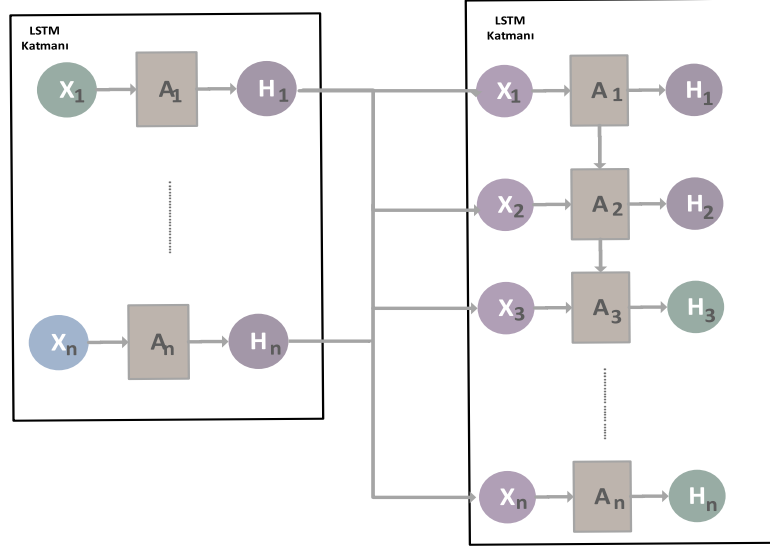 LSTM
Katmanı
X1 A1 H1
Xn An Hn
LSTM
Katmanı
X1 A1 H1
X2 A2 H2
X3 A3 H3
Xn An Hn